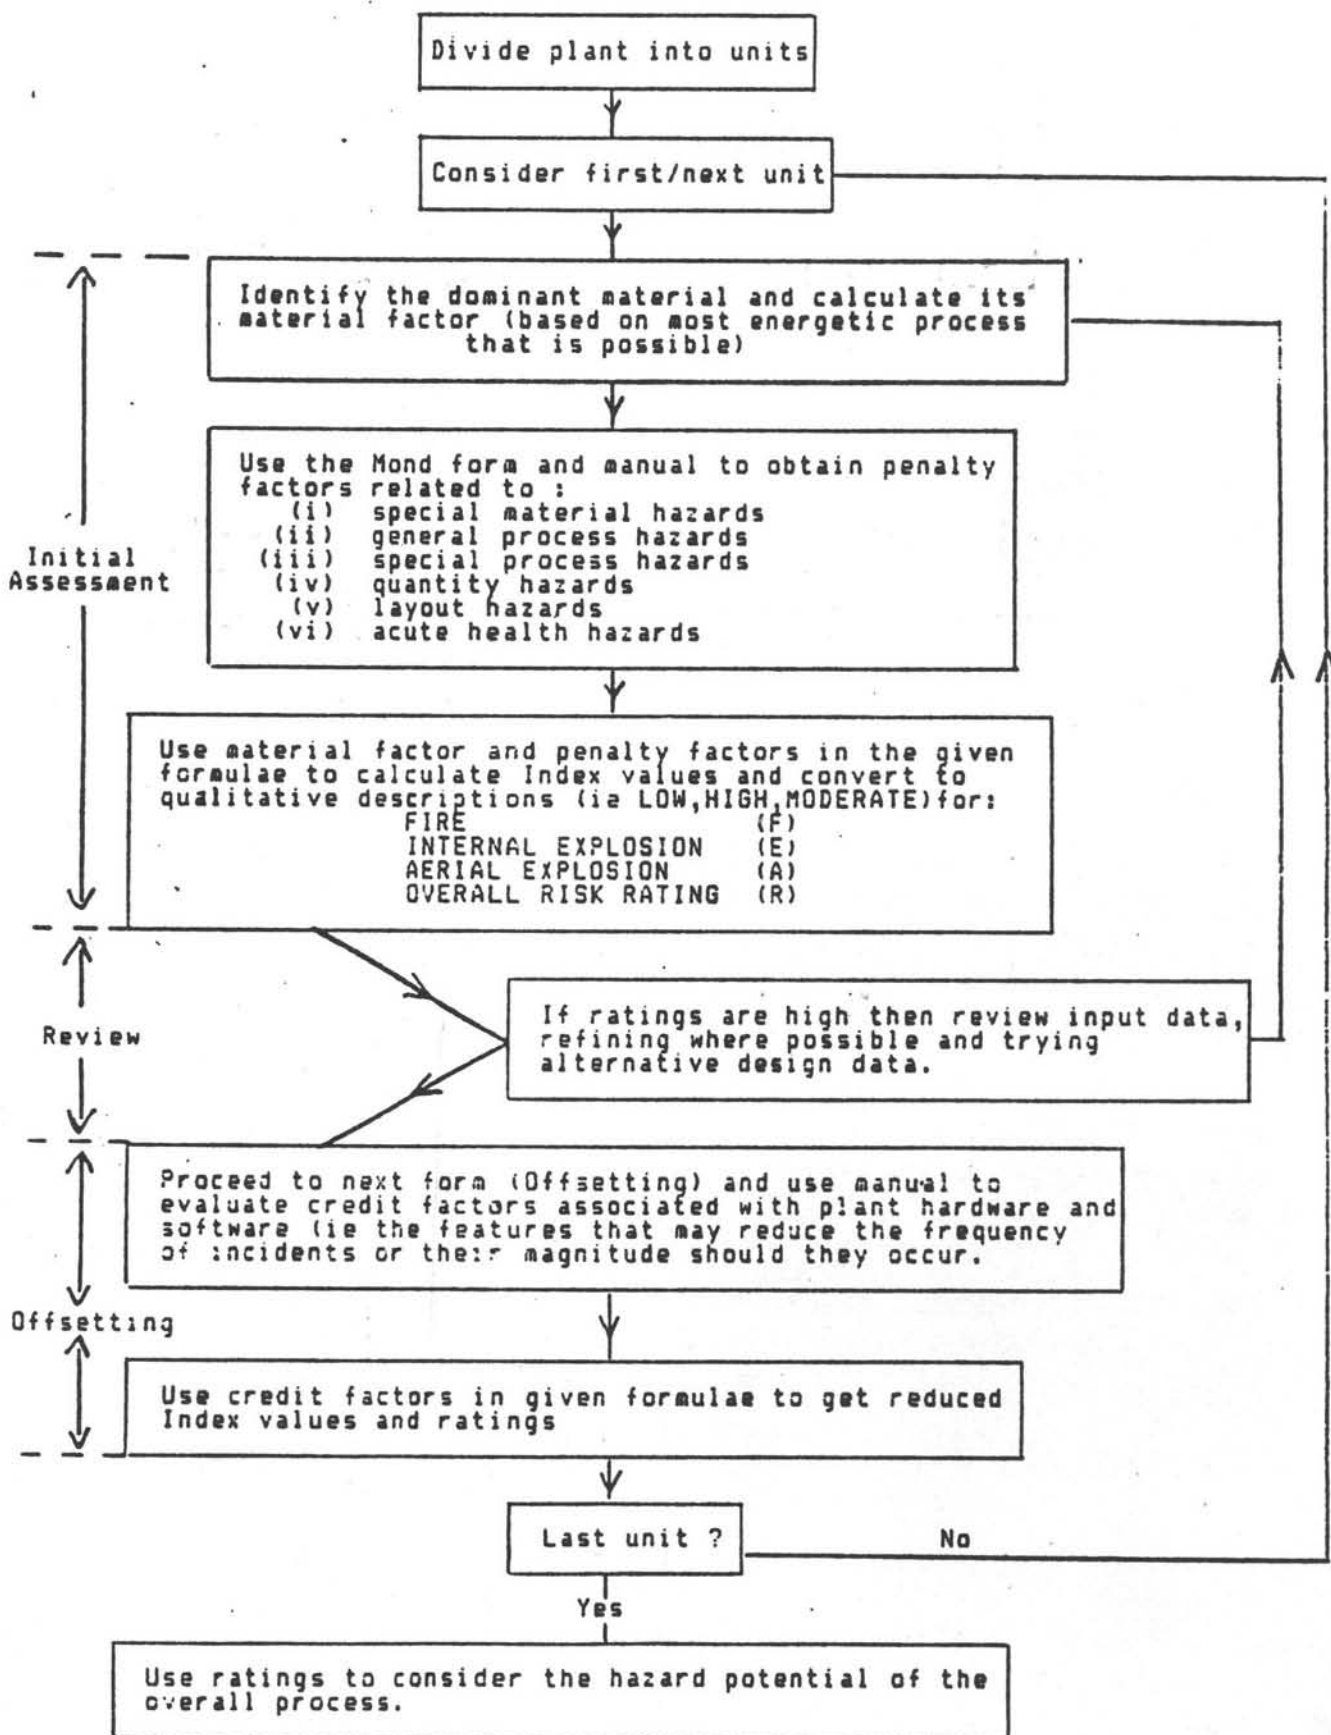 Divide plant into units
Consider first/next unit
Identify the dominant material and calculate its
material factor (based on most energetic process
that is possible)
Use the Mond form and manual to obtain penalty
factors related to :
(i) special material hazards
(ii) general process hazards
(iii) special process hazards
(iv) quantity hazards
(v) layout hazards
(vi) acute health hazards
Initial
Assessment
Use material factor and penalty factors in the given
formulae to calculate Index values and convert to
qualitative descriptions (ie LOW,HIGH,MODERATE)for:
FIRE (F)
INTERNAL EXPLOSION (E)
AERIAL EXPLOSION (A)
OVERALL RISK RATING (R)
Review
If ratings are high then review input data,
refining where possible and trying
alternative design data.
Proceed to next form (Offsetting) and use manual to
evaluate credit factors associated with plant hardware and
software (ie the features that may reduce the frequency
of incidents or their magnitude should they occur.
Offsetting
Use credit factors in given formulae to get reduced
Index values and ratings
Last unit ?
No
Yes
Use ratings to consider the hazard potential of the
overall process.